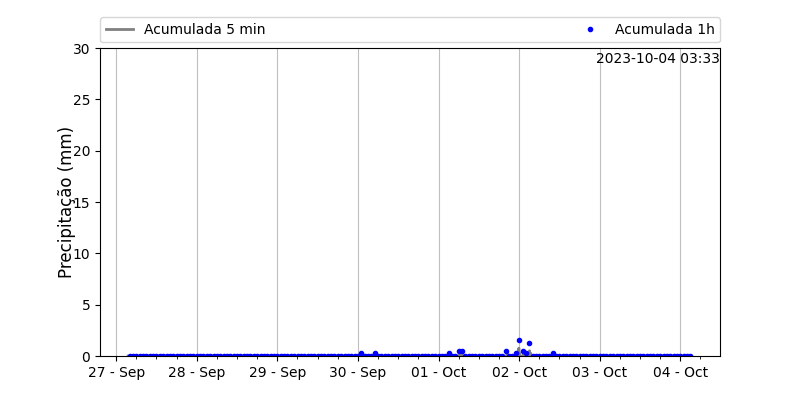 Acumulada 5 min
Acumulada 1h
2023-10-04 03:33
Precipitação (mm)
30
25
20
15
10
5
0
27 - Sep
28 - Sep
29 - Sep
30 - Sep
01 - Oct
02 - Oct
03 - Oct
04 - Oct